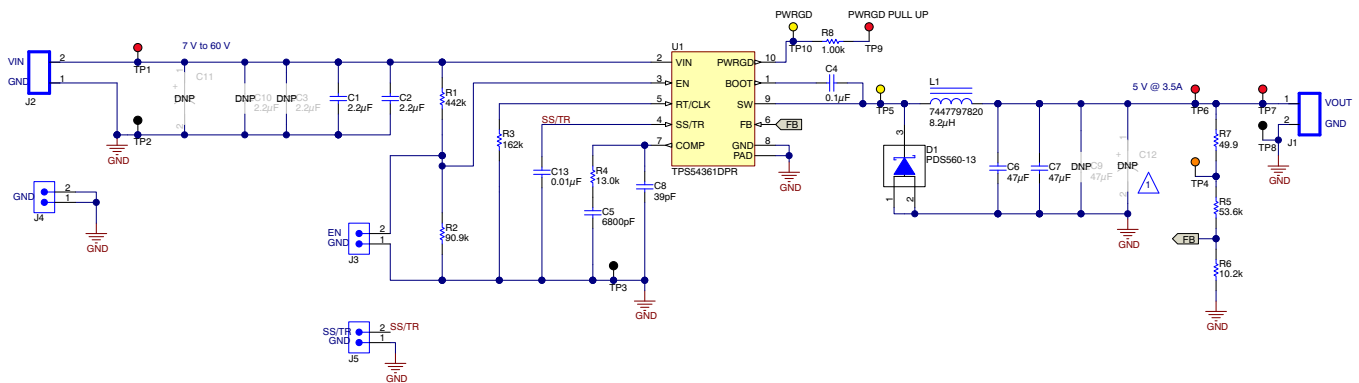 PWRGD
PWRGD PULL UP
TP10
R8
1.00k
TP9
VIN
GND
2
1
J2
TP1
7 V to 60 V
TP2
GND
+
1
2
C11
DNP
DNP
C10
2.2µF
DNP
C3
2.2µF
C1
2.2µF
C2
2.2µF
R1
442k
R2
90.9k
R3
162k
SS/TR
C13
0.01µF
R4
13.0k
C5
6800pF
C8
39pF
TP3
GND
U1
2 VIN
3 EN
5 RT/CLK
4 SS/TR
7 COMP
PWRGD 10
BOOT 1
SW 9
FB 6
GND 8
PAD
TPS54361DPR
FB
GND
C4
0.1µF
TP5
L1
7447797820
8.2µH
3
D1
PDS560-13
1
2
C6
47µF
C7
47µF
DNP
C9
47µF
DNP
C12
1
2
1
GND
5 V @ 3.5A
TP6
TP7
R7
49.9
TP4
R5
53.6k
FB
R6
10.2k
GND
TP8
1
2
VOUT
GND
J1
GND
GND
2
1
J4
GND
EN
GND
2
1
J3
SS/TR
GND
2
1
SS/TR
J5
GND